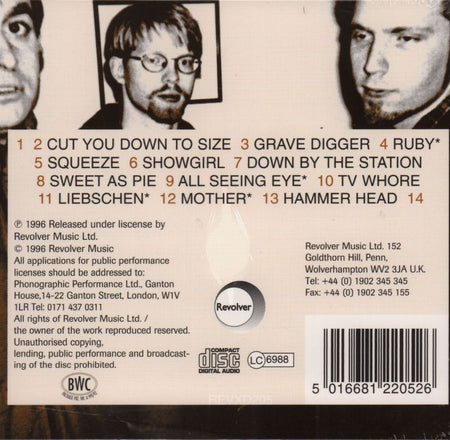 1 2 CUT YOU DOWN TO SIZE 3 GRAVE DIGGER 4 RUBY*
5 SQUEEZE 6 SHOWGIRL 7 DOWN BY THE STATION
8 SWEET AS PIE 9 ALL SEEING EYE* 10 TV WHORE
11 LIEBSCHEN* 12 MOTHER* 13 HAMMER HEAD 14
℗ 1996 Released under liscense by
Revolver Music Ltd.
© 1996 Revolver Music
All applications for public performance
licenses should be addressed to:
Phonographic Performance Ltd., Ganton
House,14-22 Ganton Street, London, W1V
1LR Tel: 0171 437 0311
All rights of Revolver Music Ltd. /
the owner of the work reproduced reserved.
Unauthorised copying,
lending, public performance and broadcast-
ing of the disc prohibited.
Revolver Music Ltd. 152
Goldthorn Hill, Penn,
Wolverhampton WV2 3JA U.K.
Tel: +44 (0) 1902 345 345
Fax: +44 (0) 1902 345 155
Revolver
COMPACT
disc
DIGITAL AUDIO
LC 6988
BWC
REVXD205
5 016681 220526